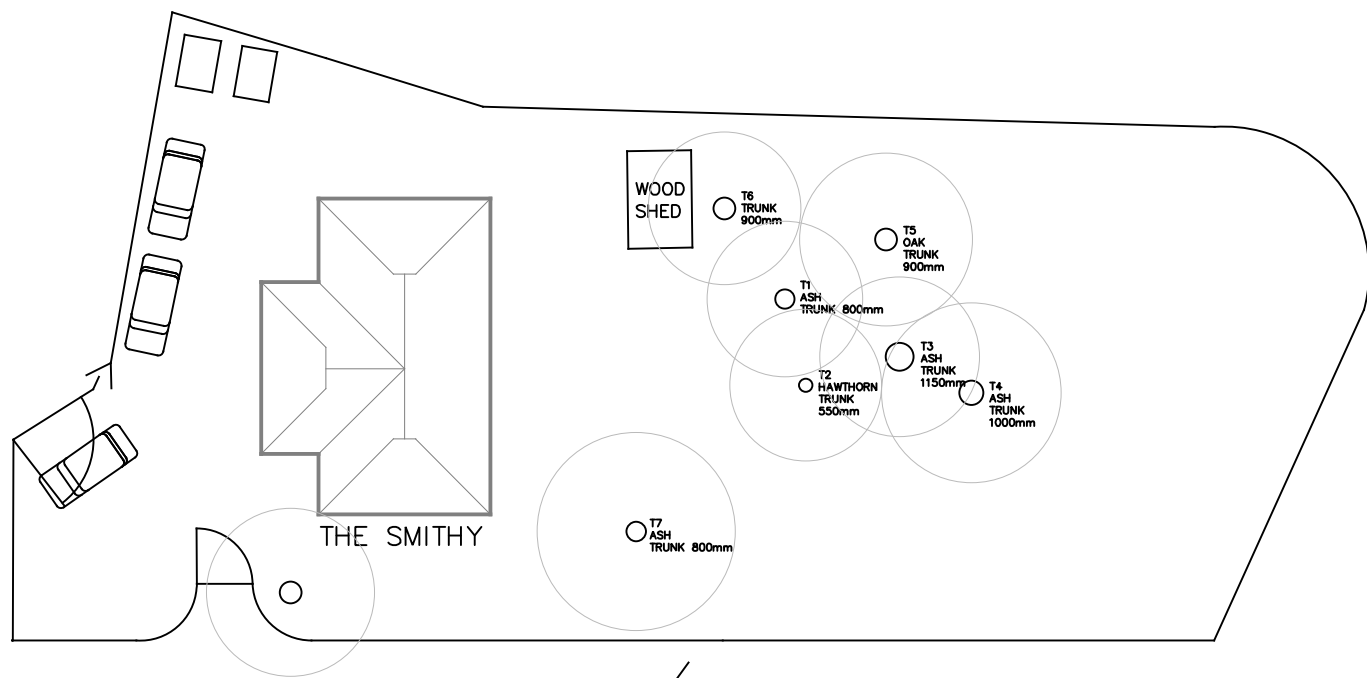 WOOD
SHED
T6
TRUNK
900mm
T5
OAK
TRUNK
900mm
T1
ASH
TRUNK 800mm
T3
ASH
TRUNK
1150mm
T2
HAWTHORN
TRUNK
550mm
T4
ASH
TRUNK
1000mm
THE SMITHY
T7
ASH
TRUNK 800mm